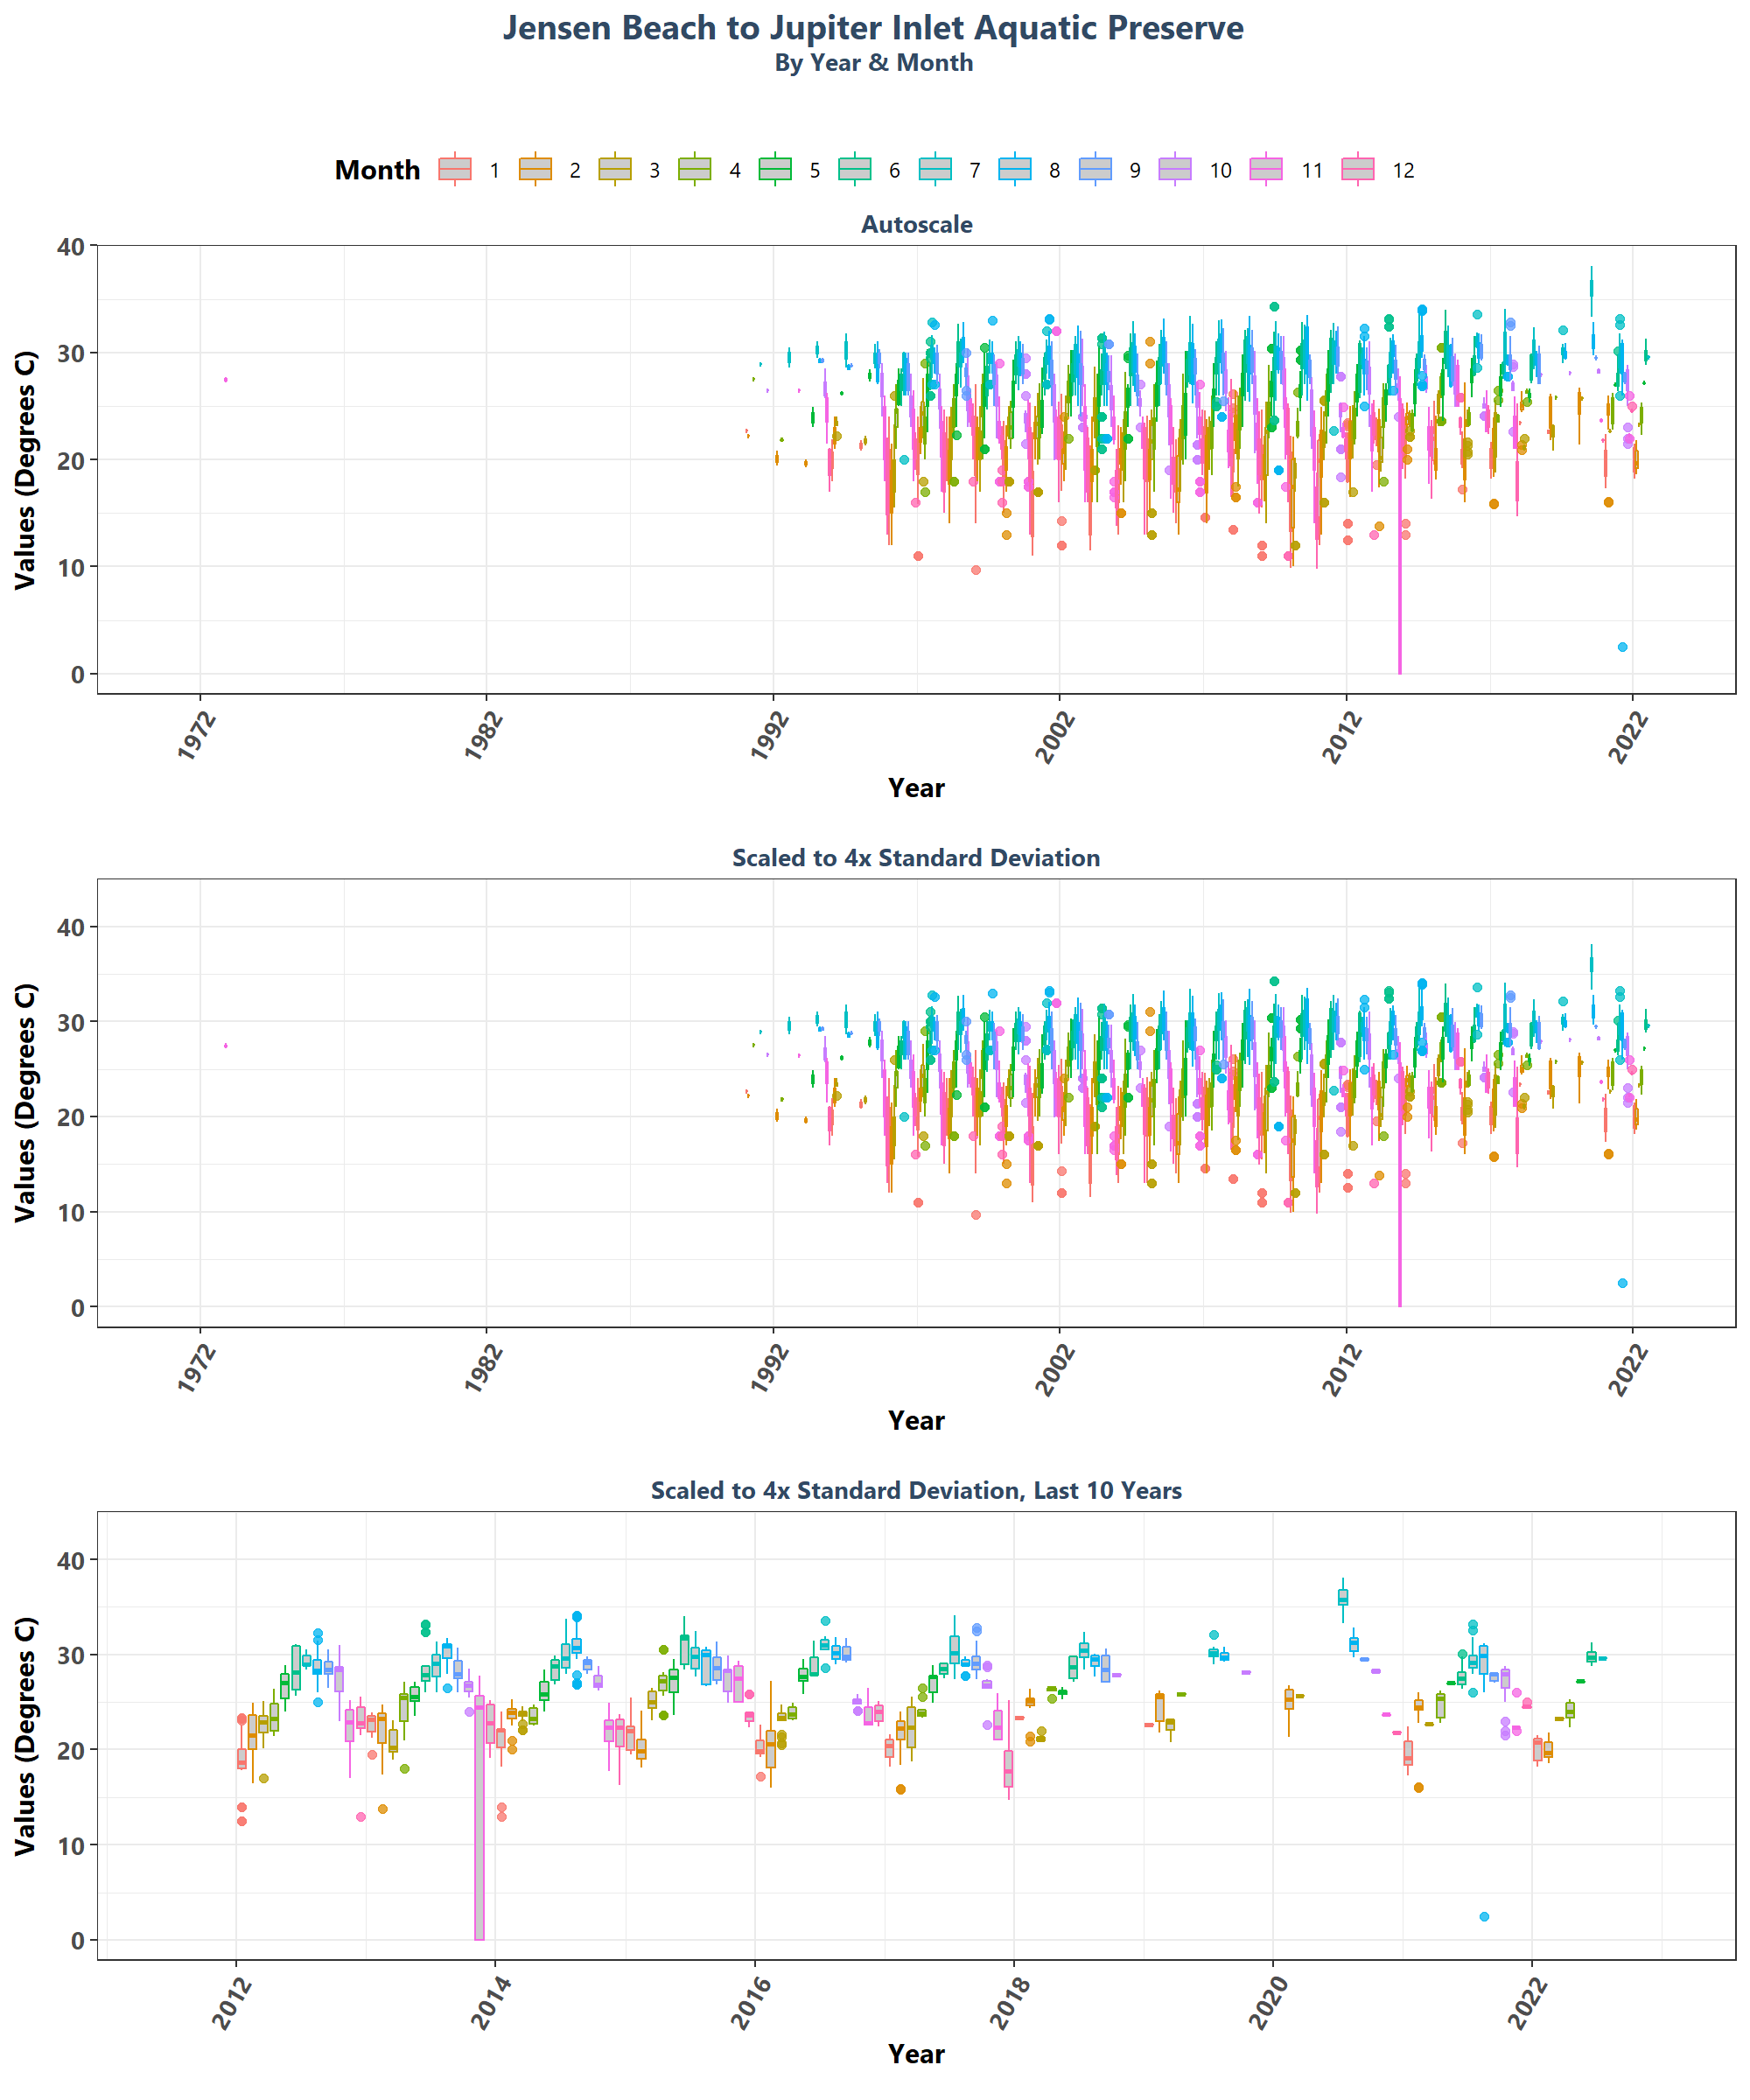 Jensen Beach to Jupiter Inlet Aquatic Preserve
By Year & Month
Month 1 2 3 4 5 6 7 8 9 10 11 12
Autoscale
Values (Degrees C)
40
30
20
10
0
1972 1982 1992 2002 2012 2022
Year
Scaled to 4x Standard Deviation
Values (Degrees C)
40
30
20
10
0
1972 1982 1992 2002 2012 2022
Year
Scaled to 4x Standard Deviation, Last 10 Years
Values (Degrees C)
40
30
20
10
0
2012 2014 2016 2018 2020 2022
Year